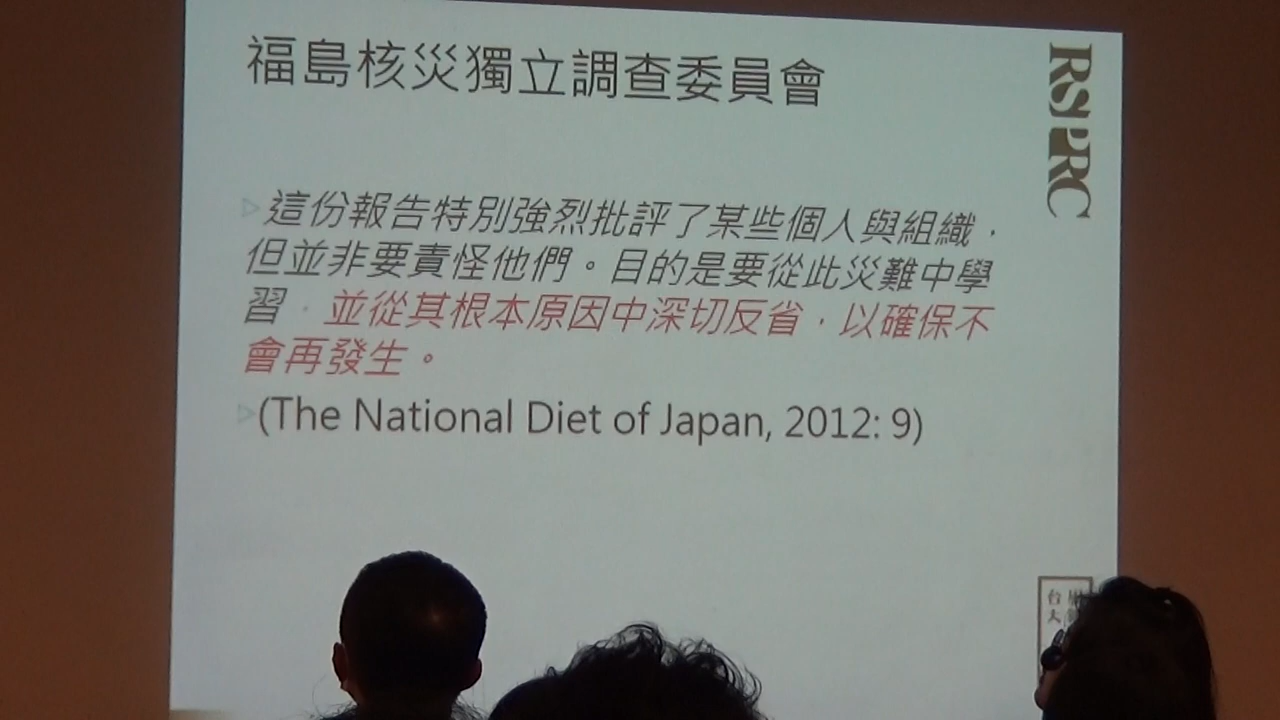 福島核災獨立調查委員會
RSPRC
這份報告特別強烈批評了某些個人與組織，
但並非要責怪他們。目的是要從此災難中學
習，並從其根本原因中深切反省，以確保不
會再發生。
(The National Diet of Japan, 2012: 9)
台大